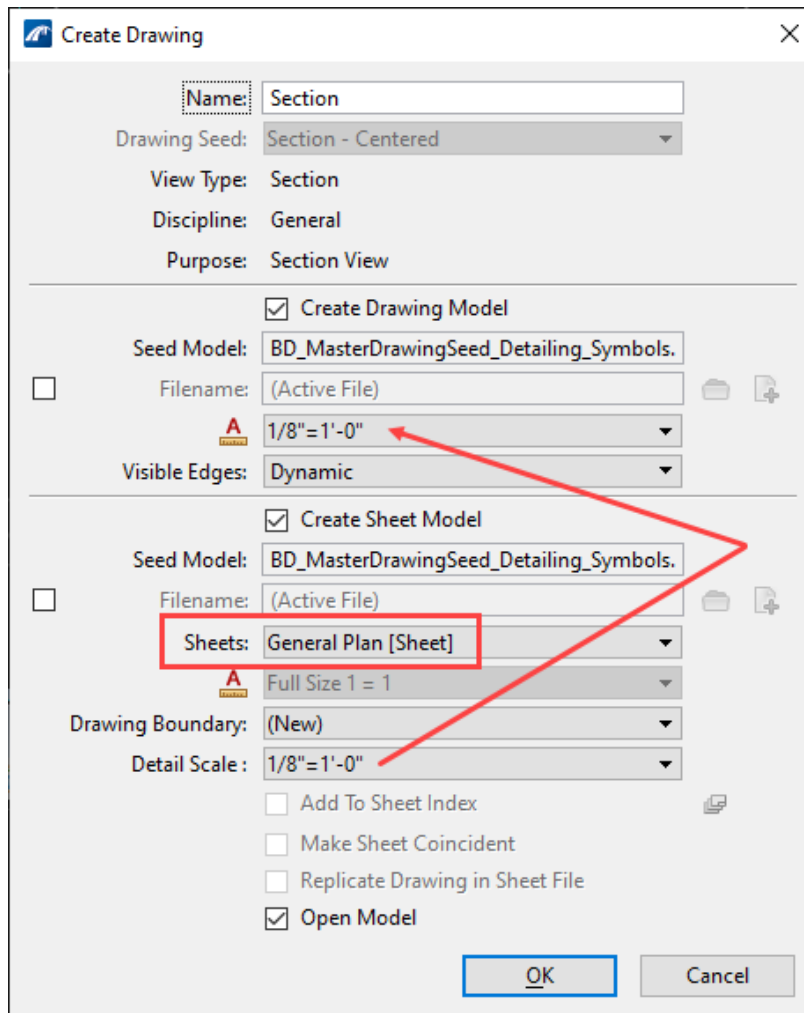 Create Drawing
Name: Section
Drawing Seed: Section - Centered
View Type: Section
Discipline: General
Purpose: Section View
Create Drawing Model
Seed Model: BD_MasterDrawingSeed_Detailing_Symbols.
Filename: (Active File)
A 1/8"=1'-0"
Visible Edges: Dynamic
Create Sheet Model
Seed Model: BD_MasterDrawingSeed_Detailing_Symbols.
Filename: (Active File)
Sheets: General Plan [Sheet]
A Full Size 1 = 1
Drawing Boundary: (New)
Detail Scale : 1/8"=1'-0"
Add To Sheet Index
Make Sheet Coincident
Replicate Drawing in Sheet File
Open Model
OK Cancel